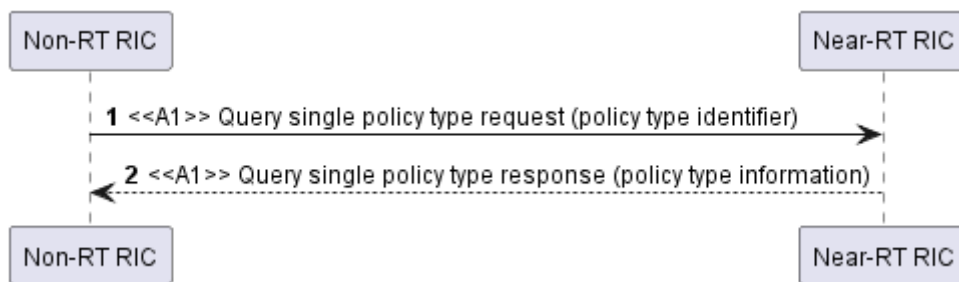 Non-RT RIC
Near-RT RIC
1 <<A1>> Query single policy type request (policy type identifier)
2 <<A1>> Query single policy type response (policy type information)
Non-RT RIC
Near-RT RIC